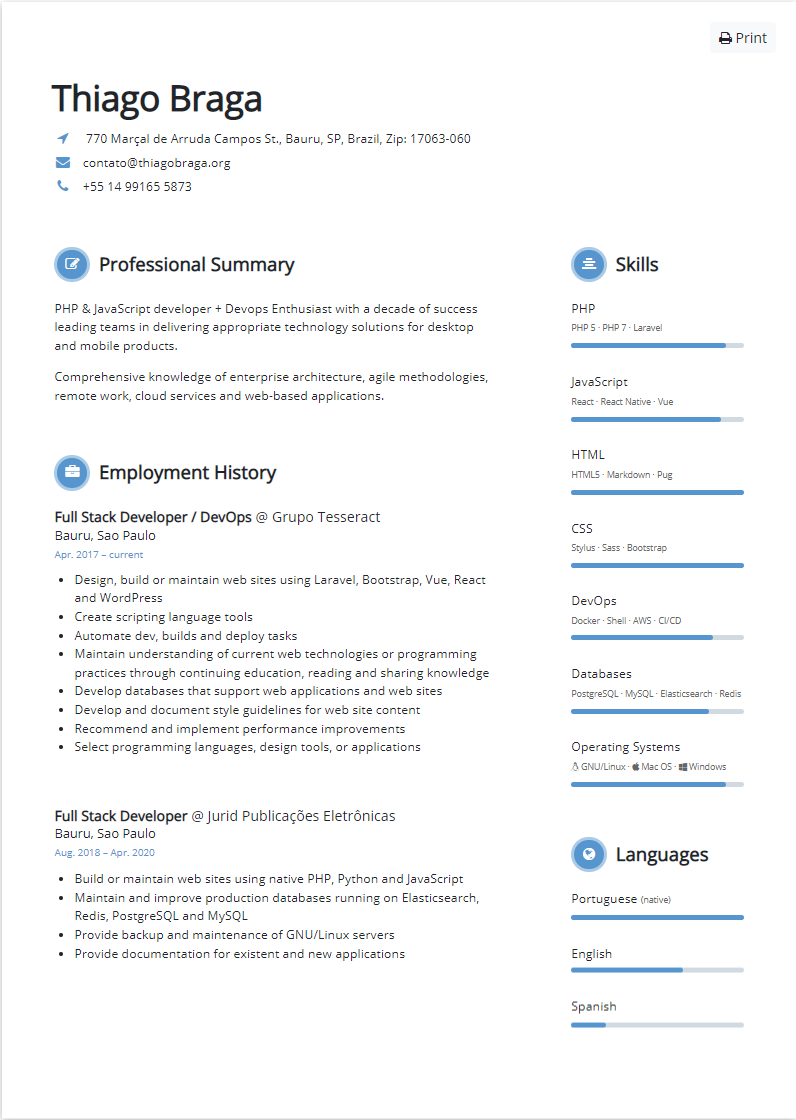 Print
Thiago Braga
770 Marçal de Arruda Campos St., Bauru, SP, Brazil, Zip: 17063-060
contato@thiagobraga.org
+55 14 99165 5873
Professional Summary
PHP & JavaScript developer + Devops Enthusiast with a decade of success
leading teams in delivering appropriate technology solutions for desktop
and mobile products.
Comprehensive knowledge of enterprise architecture, agile methodologies,
remote work, cloud services and web-based applications.
Employment History
Full Stack Developer / DevOps @ Grupo Tesseract
Bauru, Sao Paulo
Apr. 2017 – current
• Design, build or maintain web sites using Laravel, Bootstrap, Vue, React
and WordPress
• Create scripting language tools
• Automate dev, builds and deploy tasks
• Maintain understanding of current web technologies or programming
practices through continuing education, reading and sharing knowledge
• Develop databases that support web applications and web sites
• Develop and document style guidelines for web site content
• Recommend and implement performance improvements
• Select programming languages, design tools, or applications
Full Stack Developer @ Jurid Publicações Eletrônicas
Bauru, Sao Paulo
Aug. 2018 – Apr. 2020
• Build or maintain web sites using native PHP, Python and JavaScript
• Maintain and improve production databases running on Elasticsearch,
Redis, PostgreSQL and MySQL
• Provide backup and maintenance of GNU/Linux servers
• Provide documentation for existent and new applications
Skills
PHP
PHP 5 · PHP 7 · Laravel
JavaScript
React · React Native · Vue
HTML
HTML5 · Markdown · Pug
CSS
Stylus · Sass · Bootstrap
DevOps
Docker · Shell · AWS · CI/CD
Databases
PostgreSQL · MySQL · Elasticsearch · Redis
Operating Systems
GNU/Linux · Mac OS · Windows
Languages
Portuguese (native)
English
Spanish